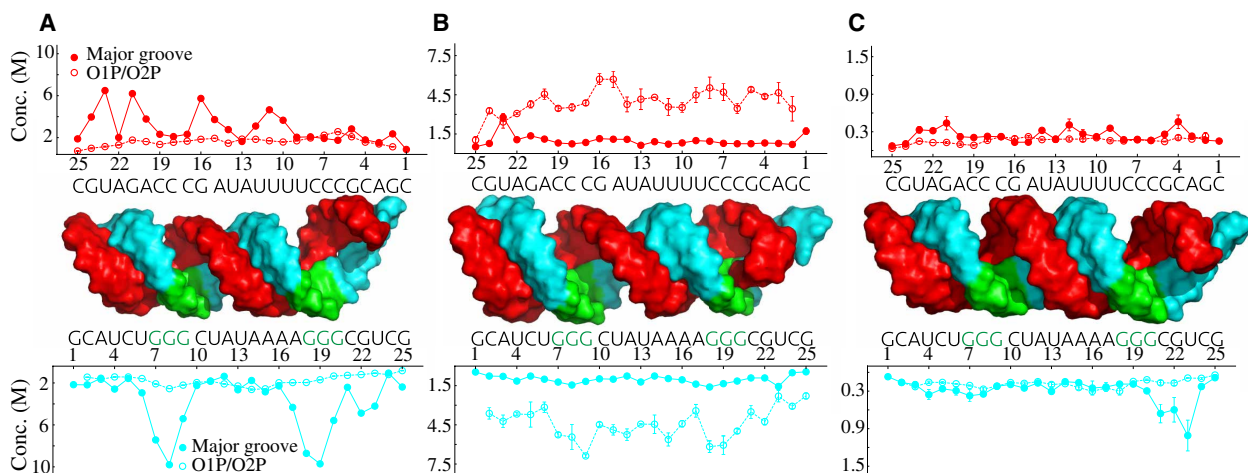 A
Conc. (M)
10
6
2
Major groove
O1P/O2P
25 22 19 16 13 10 7 4 1
CGUAGACC CG AUAUUUUCCCGCAGC
GCAUCUGGG CUAUAAAAGGGCGUCG
1 4 7 10 13 16 19 22 25
Conc. (M)
2
6
10
Major groove
O1P/O2P
B
7.5
4.5
1.5
25 22 19 16 13 10 7 4 1
CGUAGACC CG AUAUUUUCCCGCAGC
GCAUCUGGG CUAUAAAAGGGCGUCG
1 4 7 10 13 16 19 22 25
1.5
4.5
7.5
C
1.5
0.9
0.3
25 22 19 16 13 10 7 4 1
CGUAGACC CG AUAUUUUCCCGCAGC
GCAUCUGGG CUAUAAAAGGGCGUCG
1 4 7 10 13 16 19 22 25
0.3
0.9
1.5